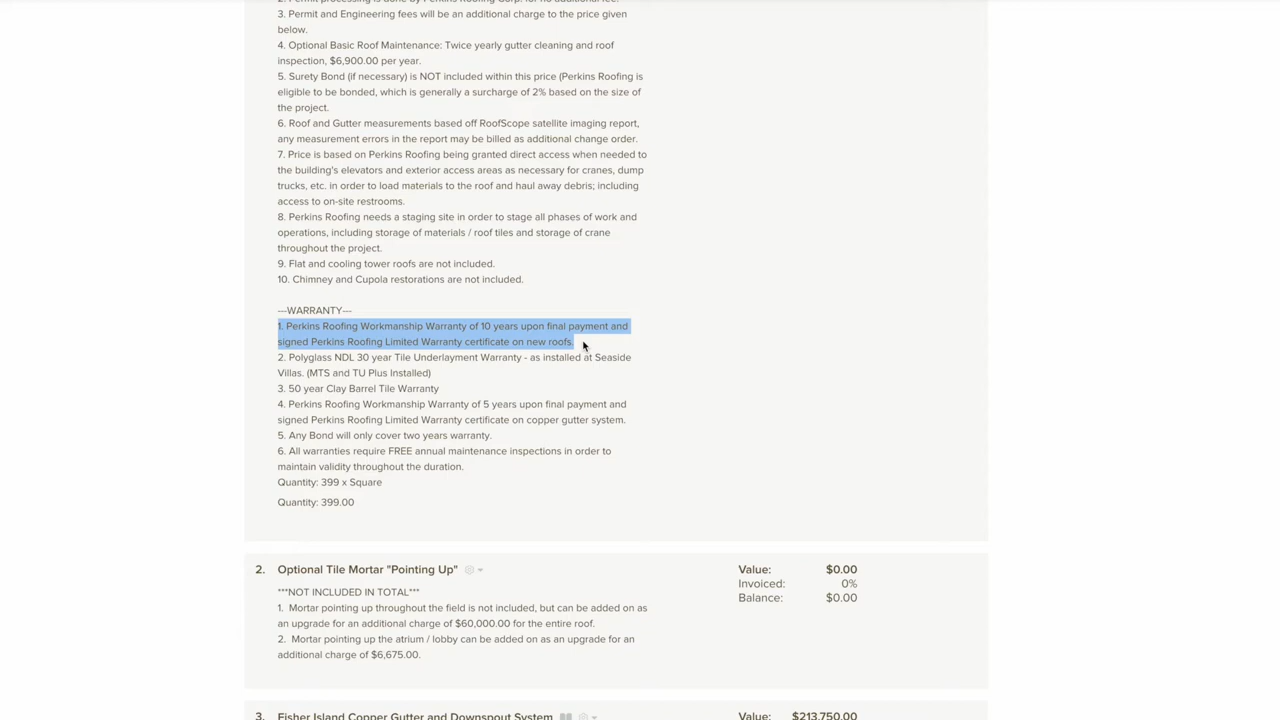 2. Permit processing is done by Perkins Roofing Corp. for no additional fee.
3. Permit and Engineering fees will be an additional charge to the price given
below.
4. Optional Basic Roof Maintenance: Twice yearly gutter cleaning and roof
inspection, $6,900.00 per year.
5. Surety Bond (if necessary) is NOT included within this price (Perkins Roofing is
eligible to be bonded, which is generally a surcharge of 2% based on the size of
the project.
6. Roof and Gutter measurements based off RoofScope satellite imaging report,
any measurement errors in the report may be billed as additional change order.
7. Price is based on Perkins Roofing being granted direct access when needed to
the building's elevators and exterior access areas as necessary for cranes, dump
trucks, etc. in order to load materials to the roof and haul away debris; including
access to on-site restrooms.
8. Perkins Roofing needs a staging site in order to stage all phases of work and
operations, including storage of materials / roof tiles and storage of crane
throughout the project.
9. Flat and cooling tower roofs are not included.
10. Chimney and Cupola restorations are not included.
---WARRANTY---
1. Perkins Roofing Workmanship Warranty of 10 years upon final payment and
signed Perkins Roofing Limited Warranty certificate on new roofs.
2. Polyglass NDL 30 year Tile Underlayment Warranty - as installed at Seaside
Villas. (MTS and TU Plus Installed)
3. 50 year Clay Barrel Tile Warranty
4. Perkins Roofing Workmanship Warranty of 5 years upon final payment and
signed Perkins Roofing Limited Warranty certificate on copper gutter system.
5. Any Bond will only cover two years warranty.
6. All warranties require FREE annual maintenance inspections in order to
maintain validity throughout the duration.
Quantity: 399 x Square
Quantity: 399.00
2. Optional Tile Mortar "Pointing Up"
Value: $0.00
Invoiced: 0%
Balance: $0.00
***NOT INCLUDED IN TOTAL***
1. Mortar pointing up throughout the field is not included, but can be added on as
an upgrade for an additional charge of $60,000.00 for the entire roof.
2. Mortar pointing up the atrium / lobby can be added on as an upgrade for an
additional charge of $6,675.00.
3. Fisher Island Copper Gutter and Downspout System
Value: $213,750.00